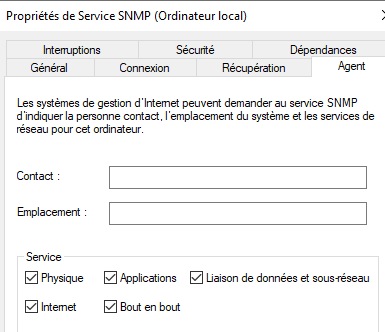 Propriétés de Service SNMP (Ordinateur local)
Interruptions Sécurité Dépendances
Général Connexion Récupération Agent
Les systèmes de gestion d'Internet peuvent demander au service SNMP
d'indiquer la personne contact, l'emplacement du système et les services de
réseau pour cet ordinateur.
Contact :
Emplacement :
Service
Physique Applications Liaison de données et sous-réseau
Internet Bout en bout